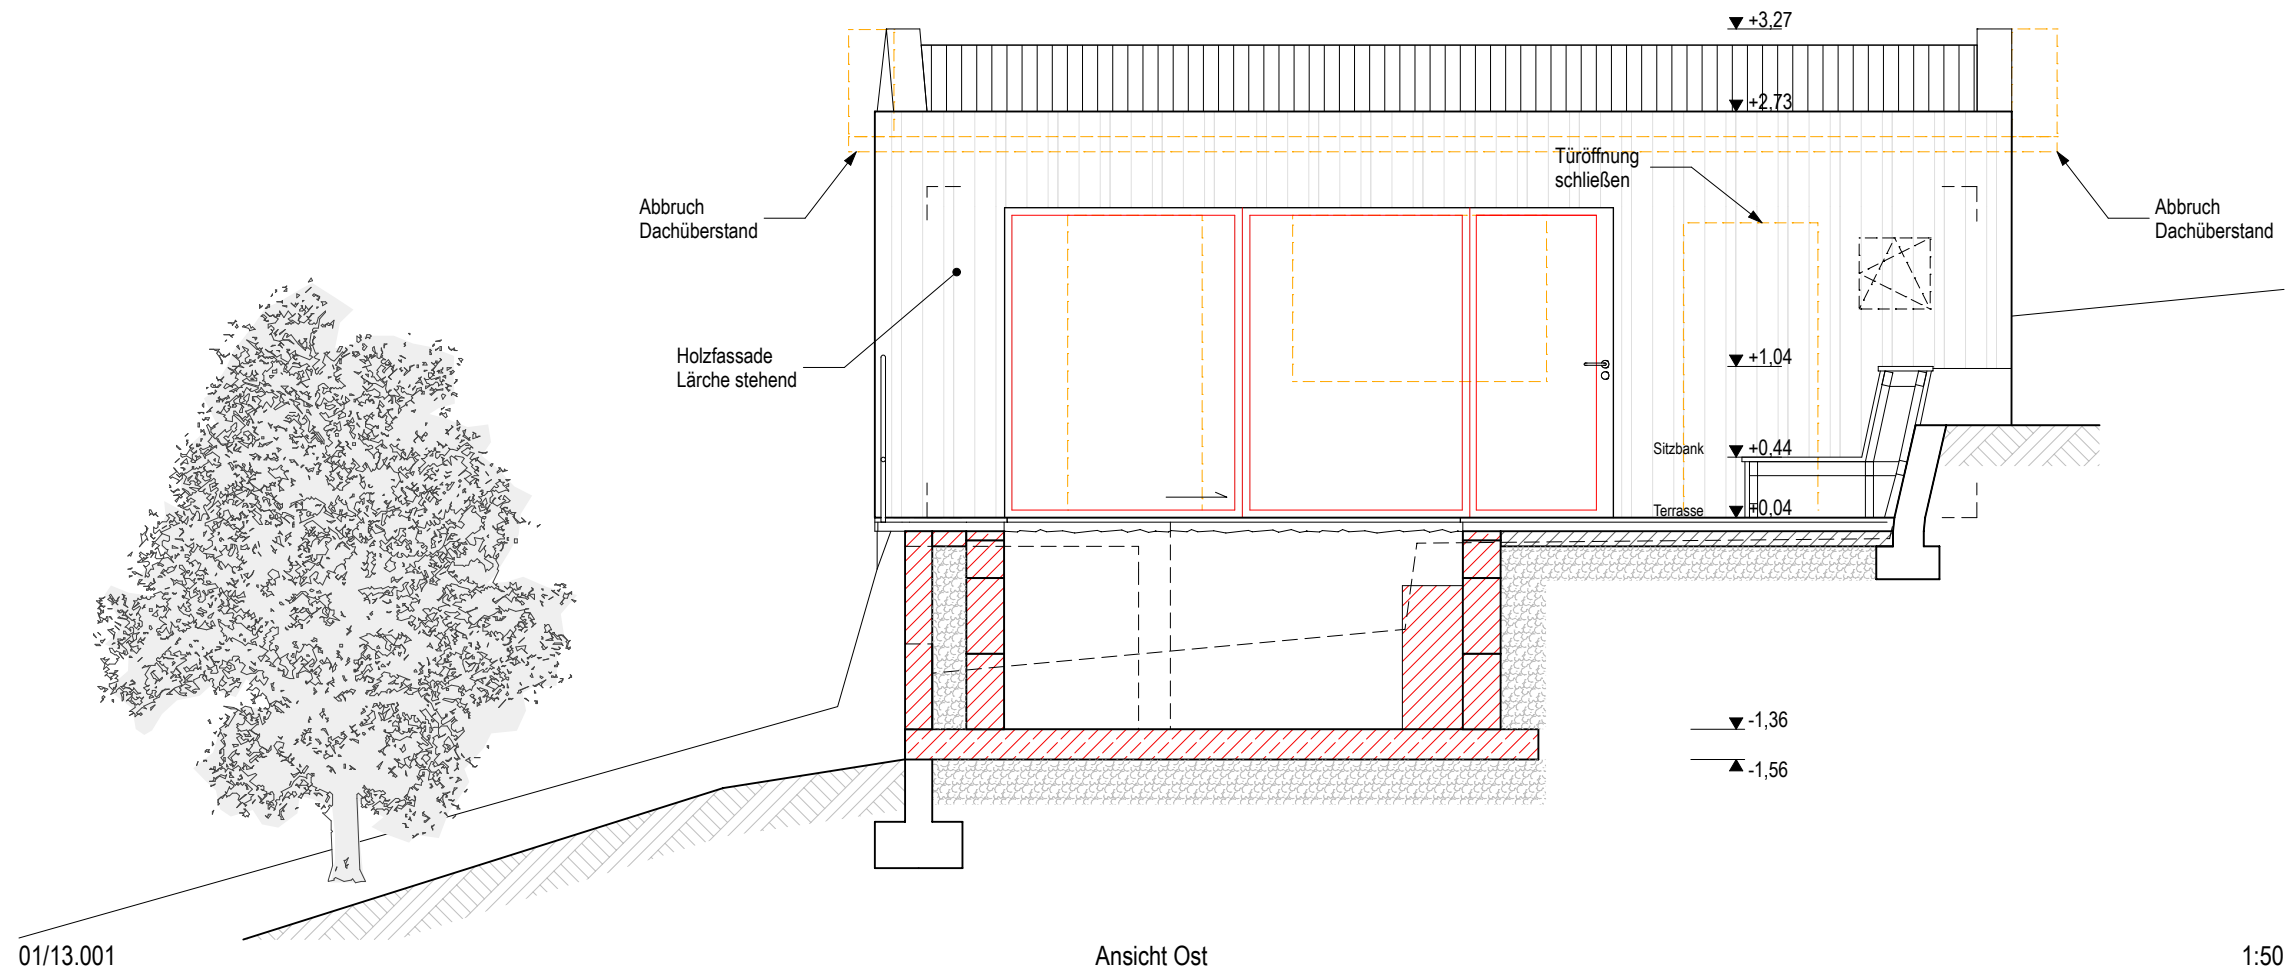 +3,27
+2,73
Türöffnung
schließen
Abbruch
Dachüberstand
Abbruch
Dachüberstand
Holzfassade
Lärche stehend
+1,04
Sitzbank
+0,44
Terrasse
+0,04
-1,36
-1,56
01/13.001
Ansicht Ost
1:50